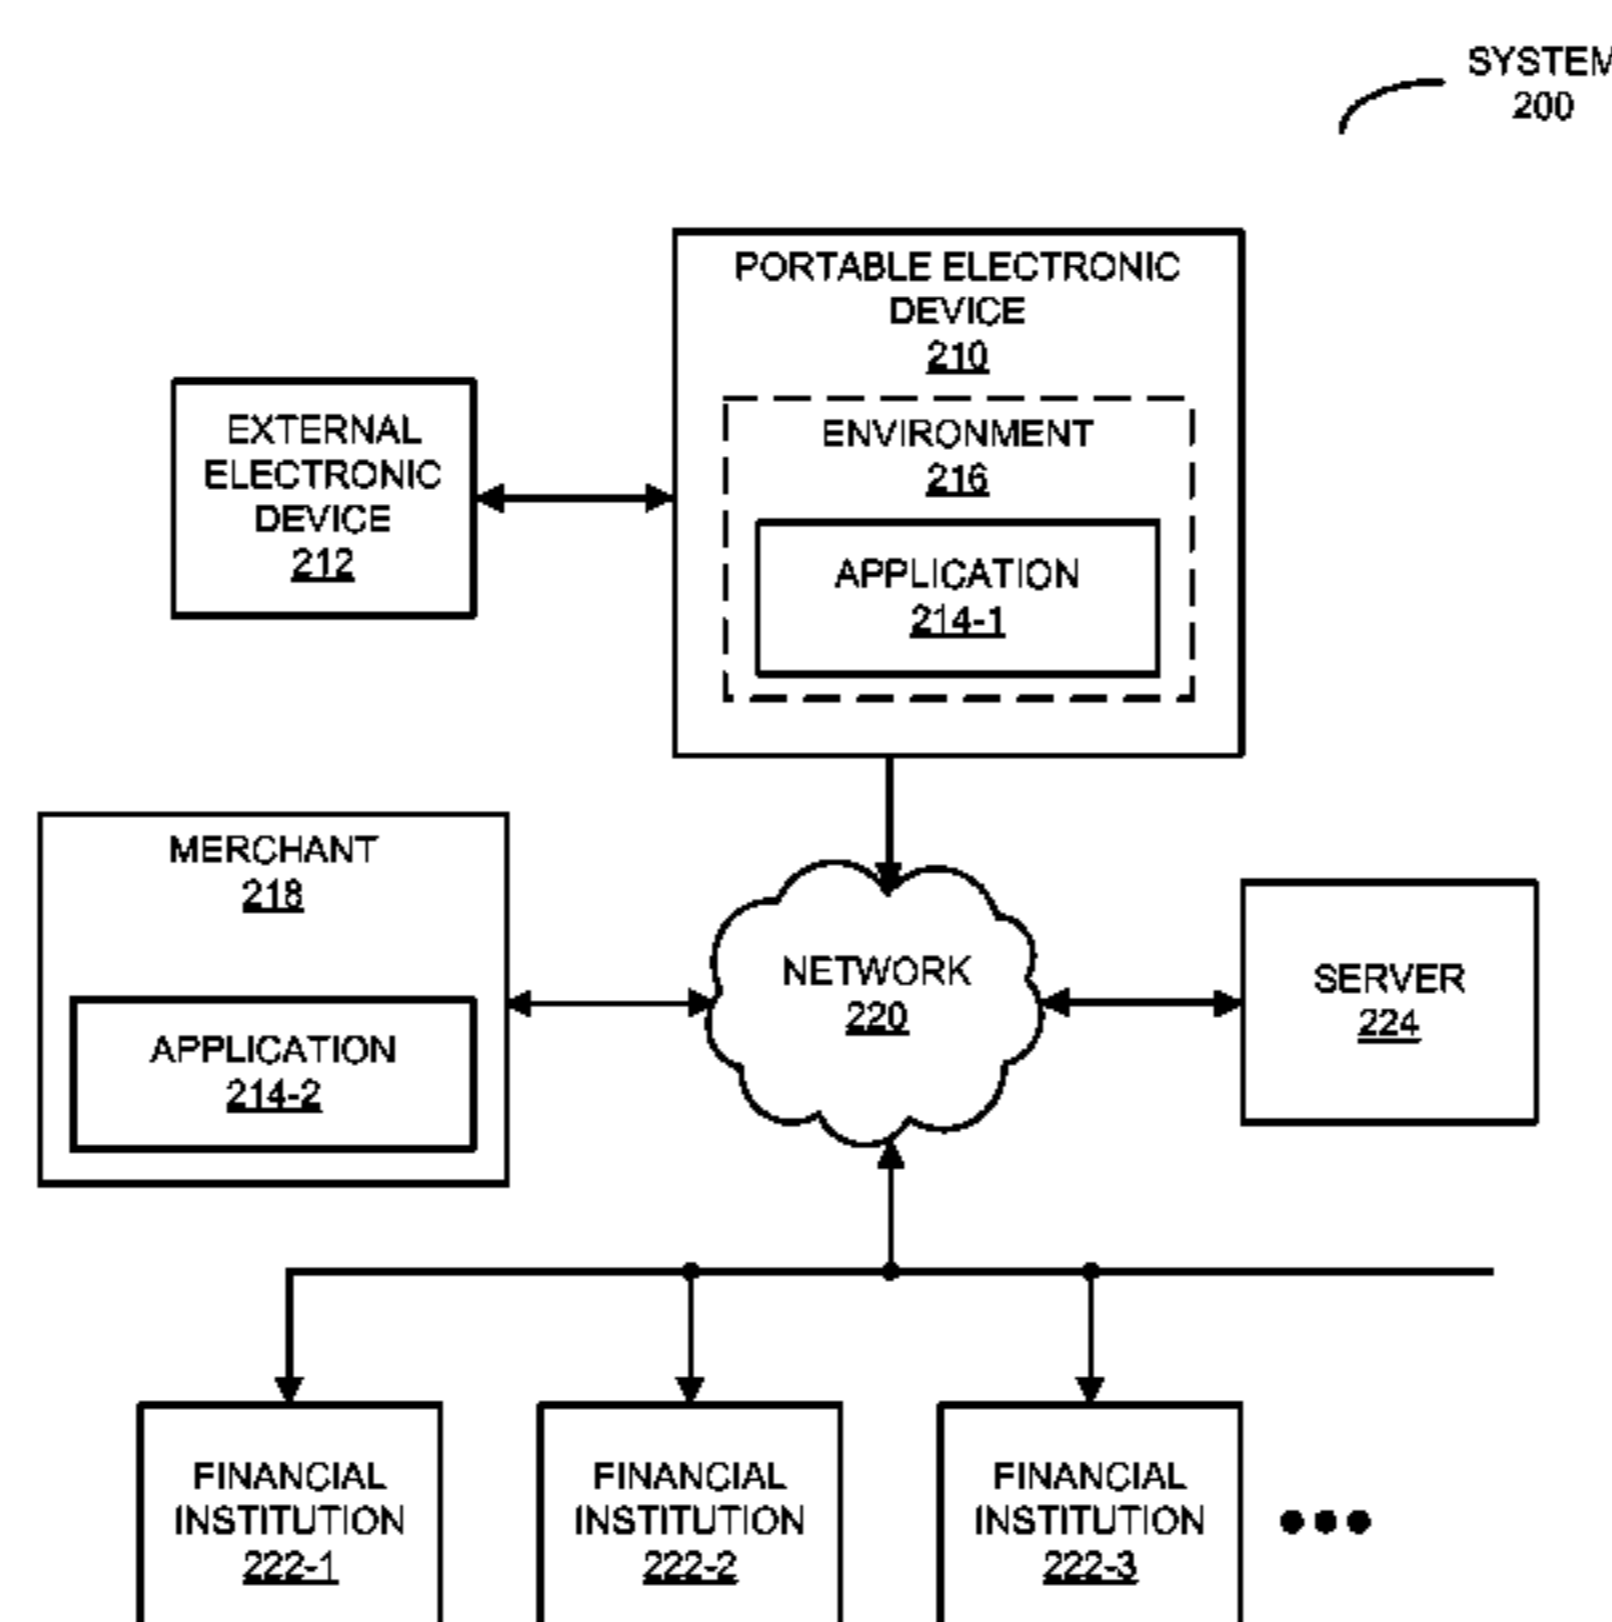 SYSTEM
200
PORTABLE ELECTRONIC
DEVICE
210
ENVIRONMENT
216
APPLICATION
214-1
EXTERNAL
ELECTRONIC
DEVICE
212
MERCHANT
218
APPLICATION
214-2
NETWORK
220
SERVER
224
FINANCIAL
INSTITUTION
222-1
FINANCIAL
INSTITUTION
222-2
FINANCIAL
INSTITUTION
222-3